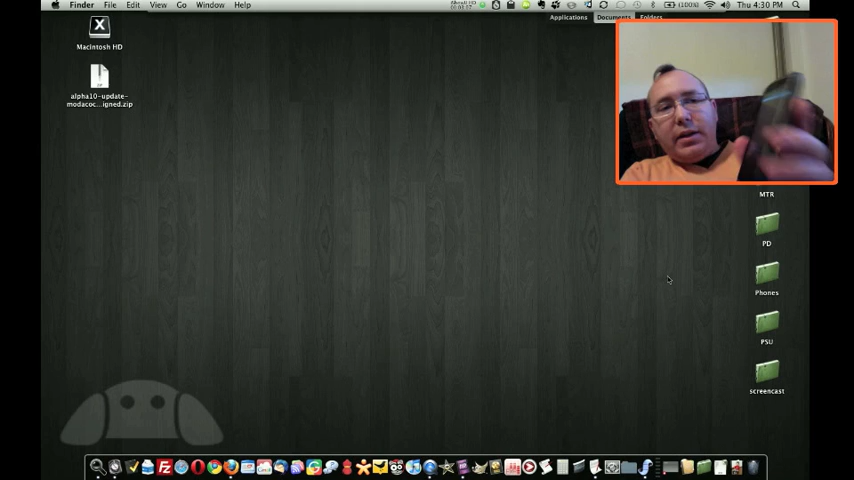 Finder File Edit View Go Window Help
(100%) Thu 4:30 PM
Applications Documents Folders
Macintosh HD
alpha10-update-
modacoc...igned.zip
MTR
PD
Phones
PSU
screencast